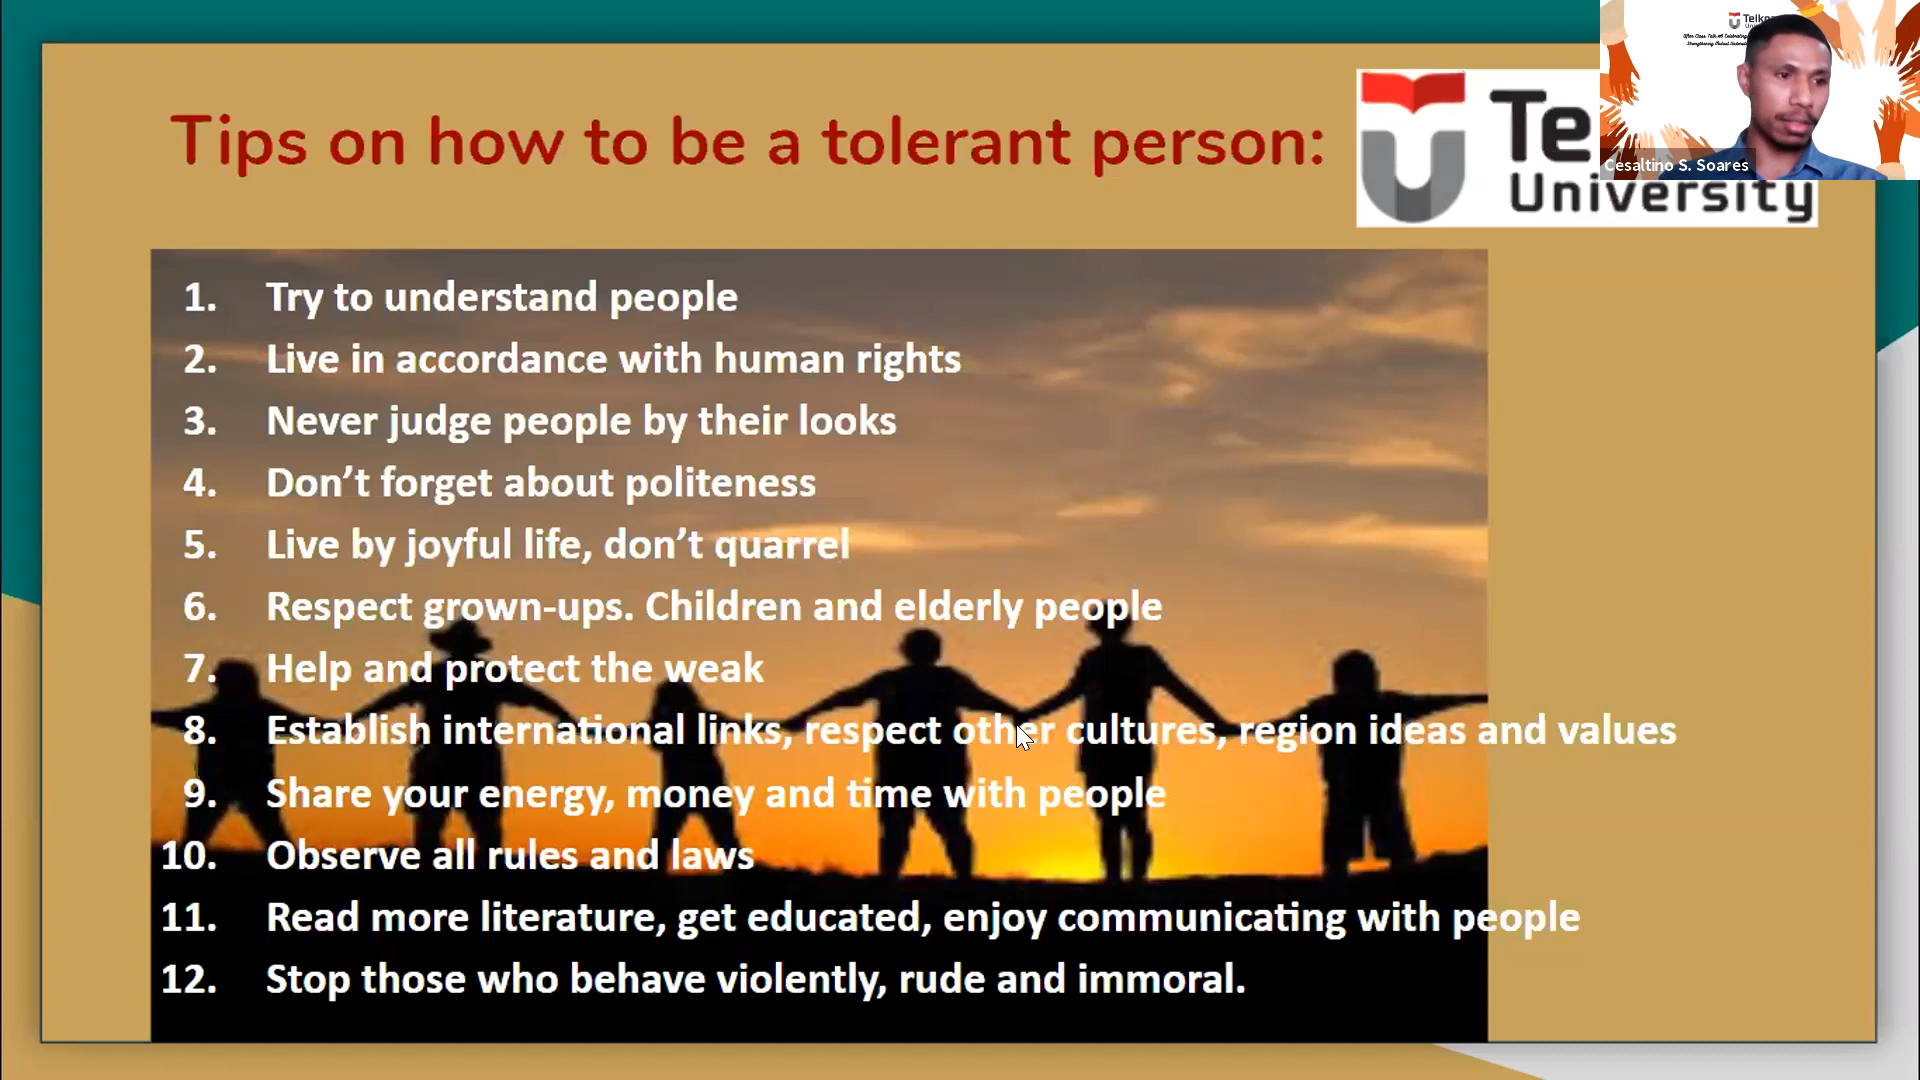 Tips on how to be a tolerant person:
Te
University
Telko
Cesaltino S. Soares
1. Try to understand people
2. Live in accordance with human rights
3. Never judge people by their looks
4. Don’t forget about politeness
5. Live by joyful life, don’t quarrel
6. Respect grown-ups. Children and elderly people
7. Help and protect the weak
8. Establish international links, respect other cultures, region ideas and values
9. Share your energy, money and time with people
10. Observe all rules and laws
11. Read more literature, get educated, enjoy communicating with people
12. Stop those who behave violently, rude and immoral.